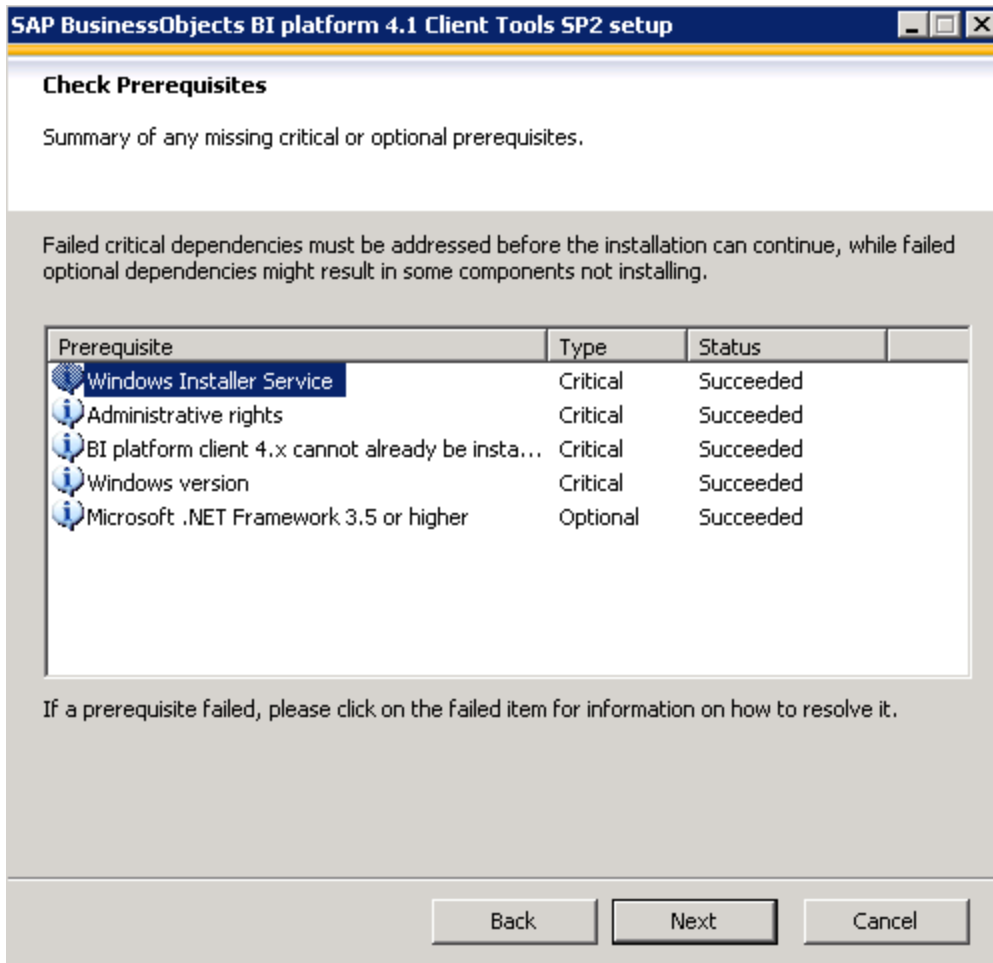 SAP BusinessObjects BI platform 4.1 Client Tools SP2 setup
Check Prerequisites
Summary of any missing critical or optional prerequisites.
Failed critical dependencies must be addressed before the installation can continue, while failed
optional dependencies might result in some components not installing.
Prerequisite Type Status
Windows Installer Service Critical Succeeded
Administrative rights Critical Succeeded
BI platform client 4.x cannot already be insta... Critical Succeeded
Windows version Critical Succeeded
Microsoft .NET Framework 3.5 or higher Optional Succeeded
If a prerequisite failed, please click on the failed item for information on how to resolve it.
Back Next Cancel